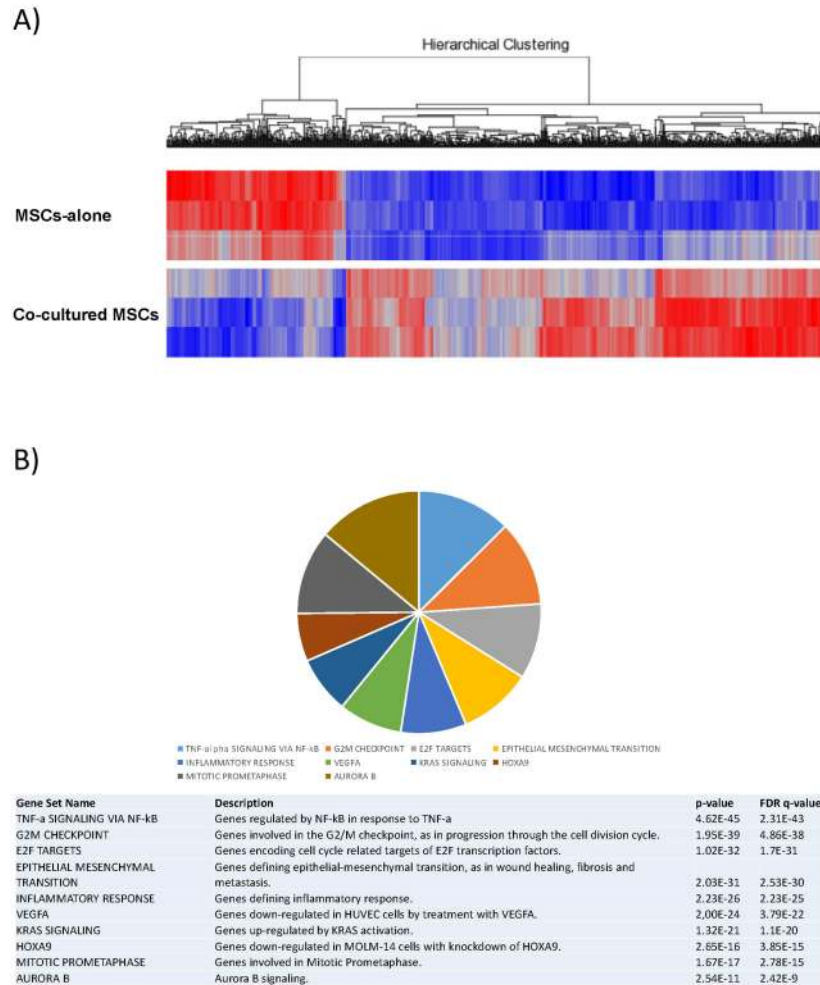 A)
Hierarchical Clustering
MSCs-alone
Co-cultured MSCs
B)
TNF-alpha SIGNALING VIA NF-kB G2M CHECKPOINT E2F TARGETS EPITHELIAL MESENCHYMAL TRANSITION
INFLAMMATORY RESPONSE VEGFA KRAS SIGNALING HOXA9
MITOTIC PROMETAPHASE AURORA B
Gene Set Name Description p-value FDR q-value
TNF-a SIGNALING VIA NF-kB Genes regulated by NF-kB in response to TNF-a 4.62E-45 2.31E-43
G2M CHECKPOINT Genes involved in the G2/M checkpoint, as in progression through the cell division cycle. 1.95E-39 4.86E-38
E2F TARGETS Genes encoding cell cycle related targets of E2F transcription factors. 1.02E-32 1.7E-31
EPITHELIAL MESENCHYMAL Genes defining epithelial-mesenchymal transition, as in wound healing, fibrosis and
TRANSITION metastasis. 2.03E-31 2.53E-30
INFLAMMATORY RESPONSE Genes defining inflammatory response. 2.23E-26 2.23E-25
VEGFA Genes down-regulated in HUVEC cells by treatment with VEGFA. 2,00E-24 3.79E-22
KRAS SIGNALING Genes up-regulated by KRAS activation. 1.32E-21 1.1E-20
HOXA9 Genes down-regulated in MOLM-14 cells with knockdown of HOXA9. 2.65E-16 3.85E-15
MITOTIC PROMETAPHASE Genes involved in Mitotic Prometaphase. 1.67E-17 2.78E-15
AURORA B Aurora B signaling. 2.54E-11 2.42E-9